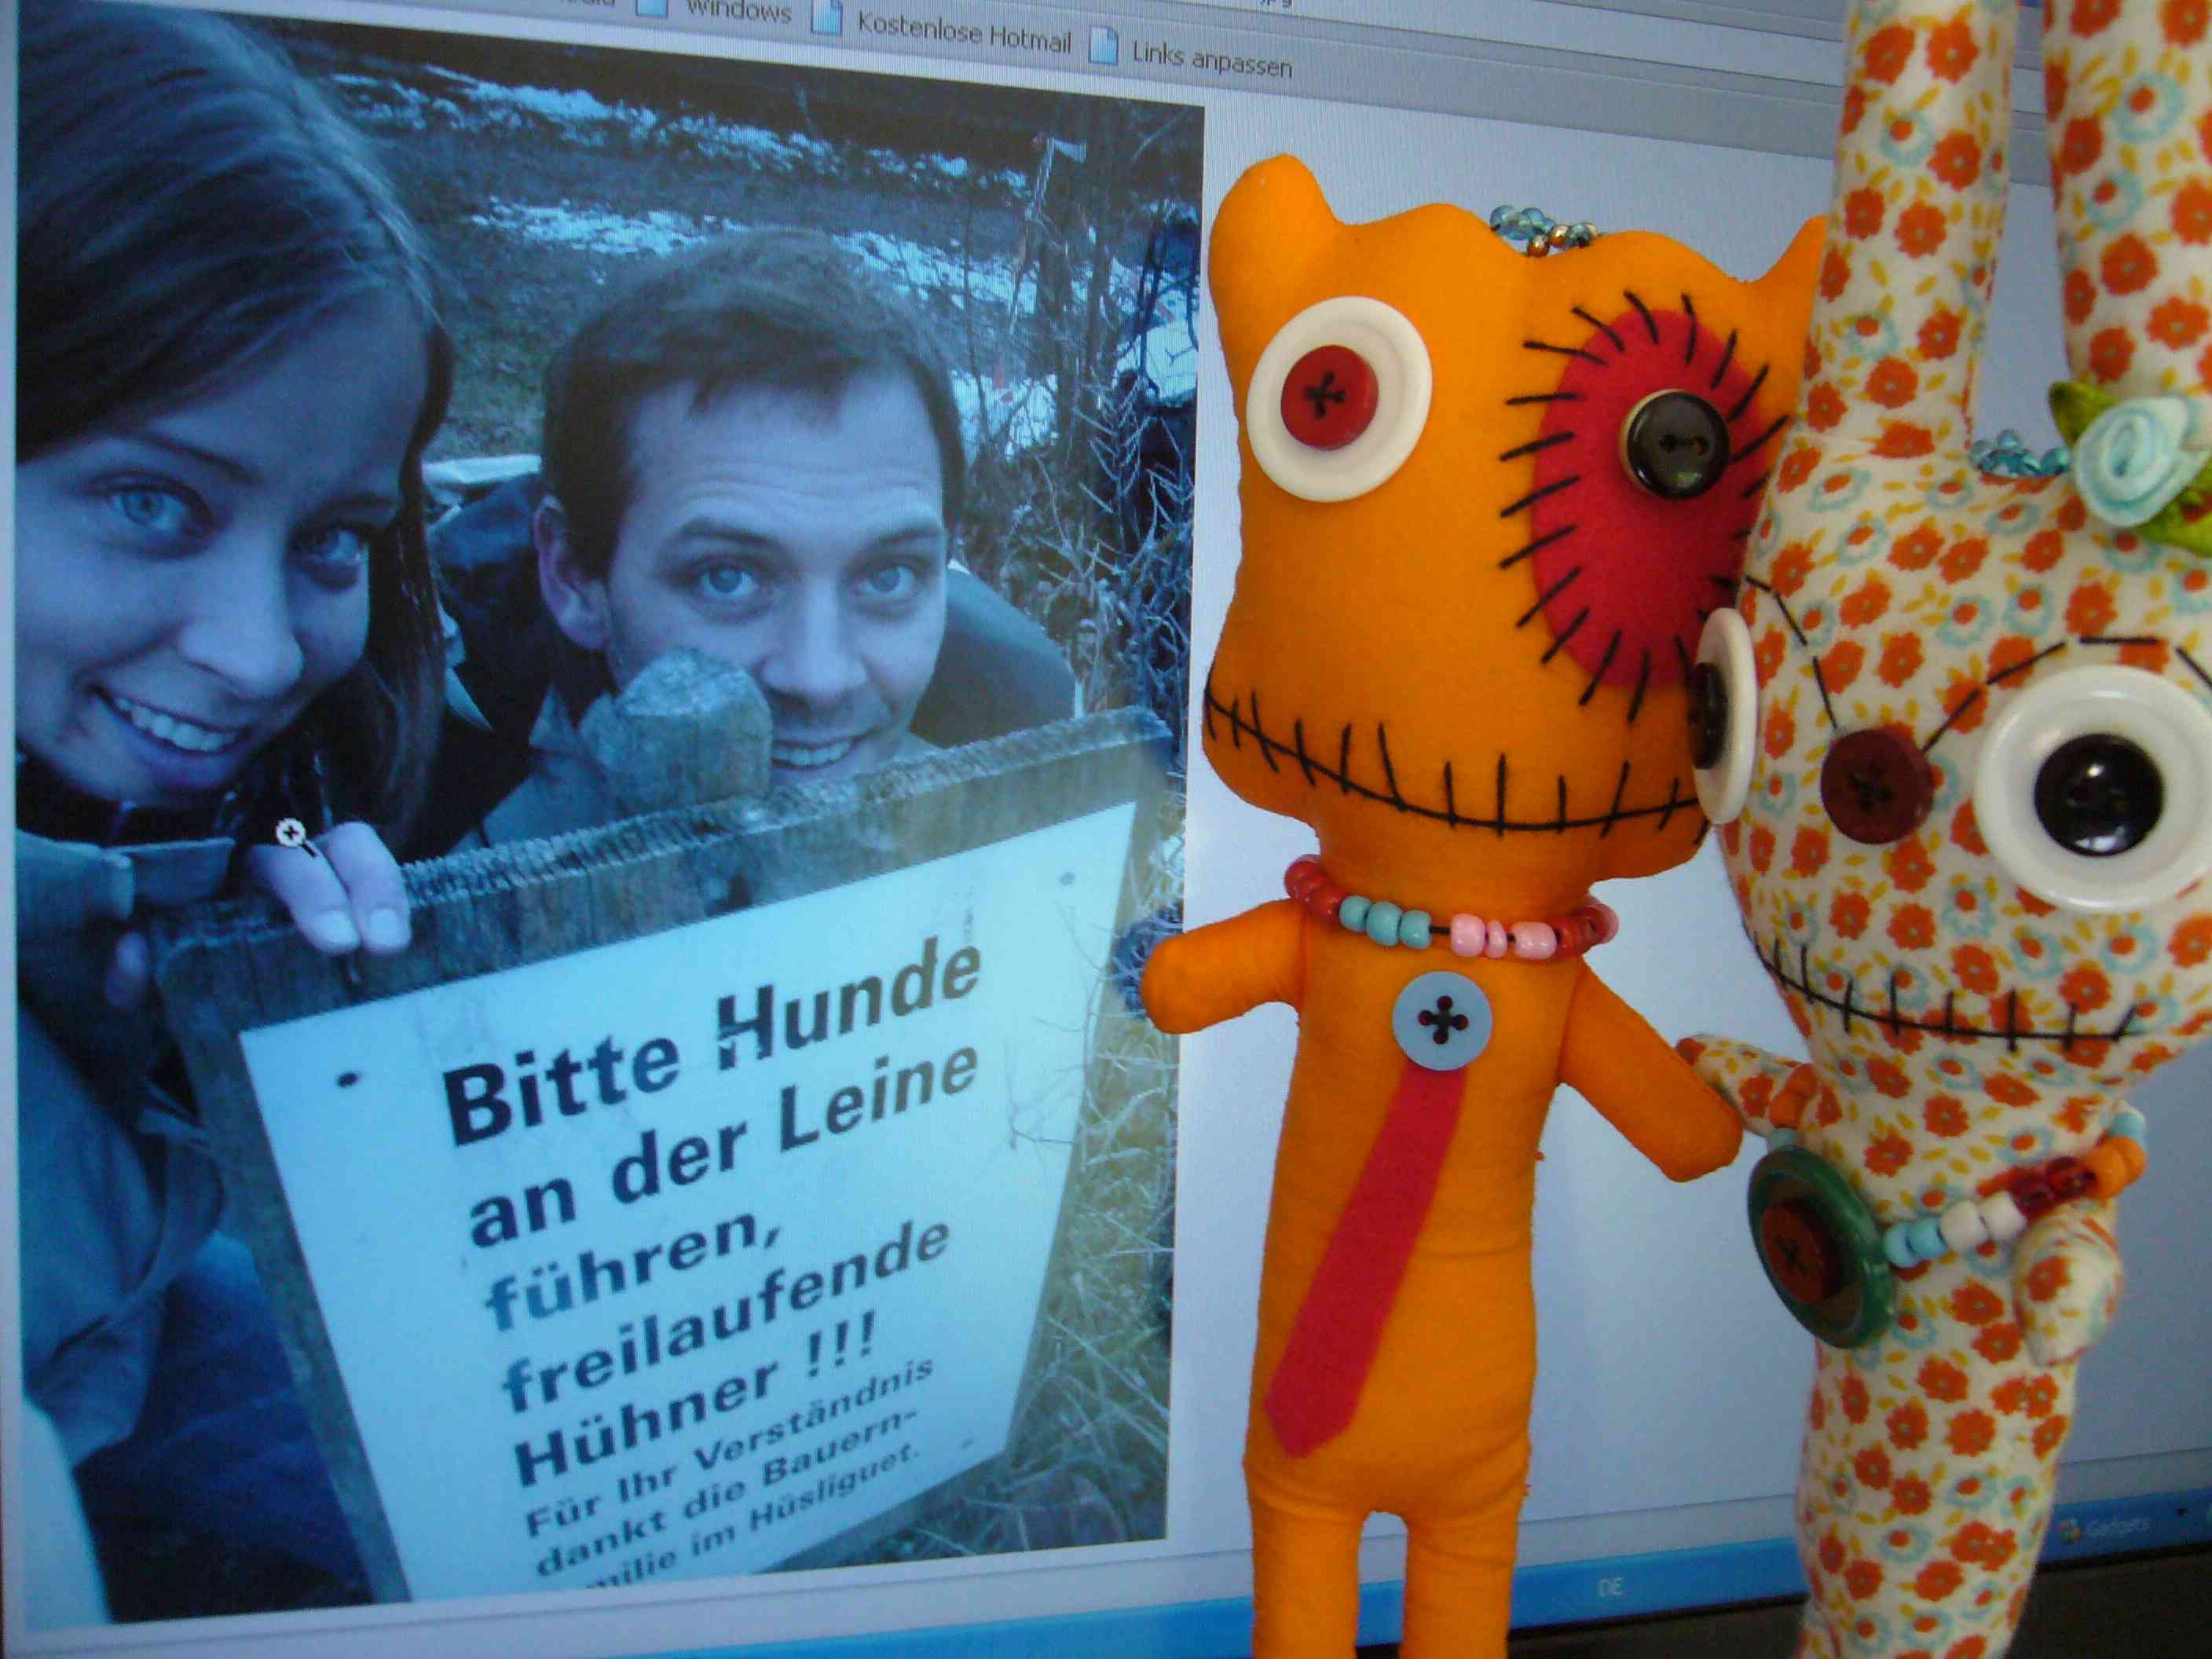 Windows
Kostenlose Hotmail
Links anpassen
Bitte Hunde
an der Leine
führen,
freilaufende
Hühner !!!
Für Ihr Verständnis
dankt die Bauern-
milie im Hüsliguet.
Gadgets
DE